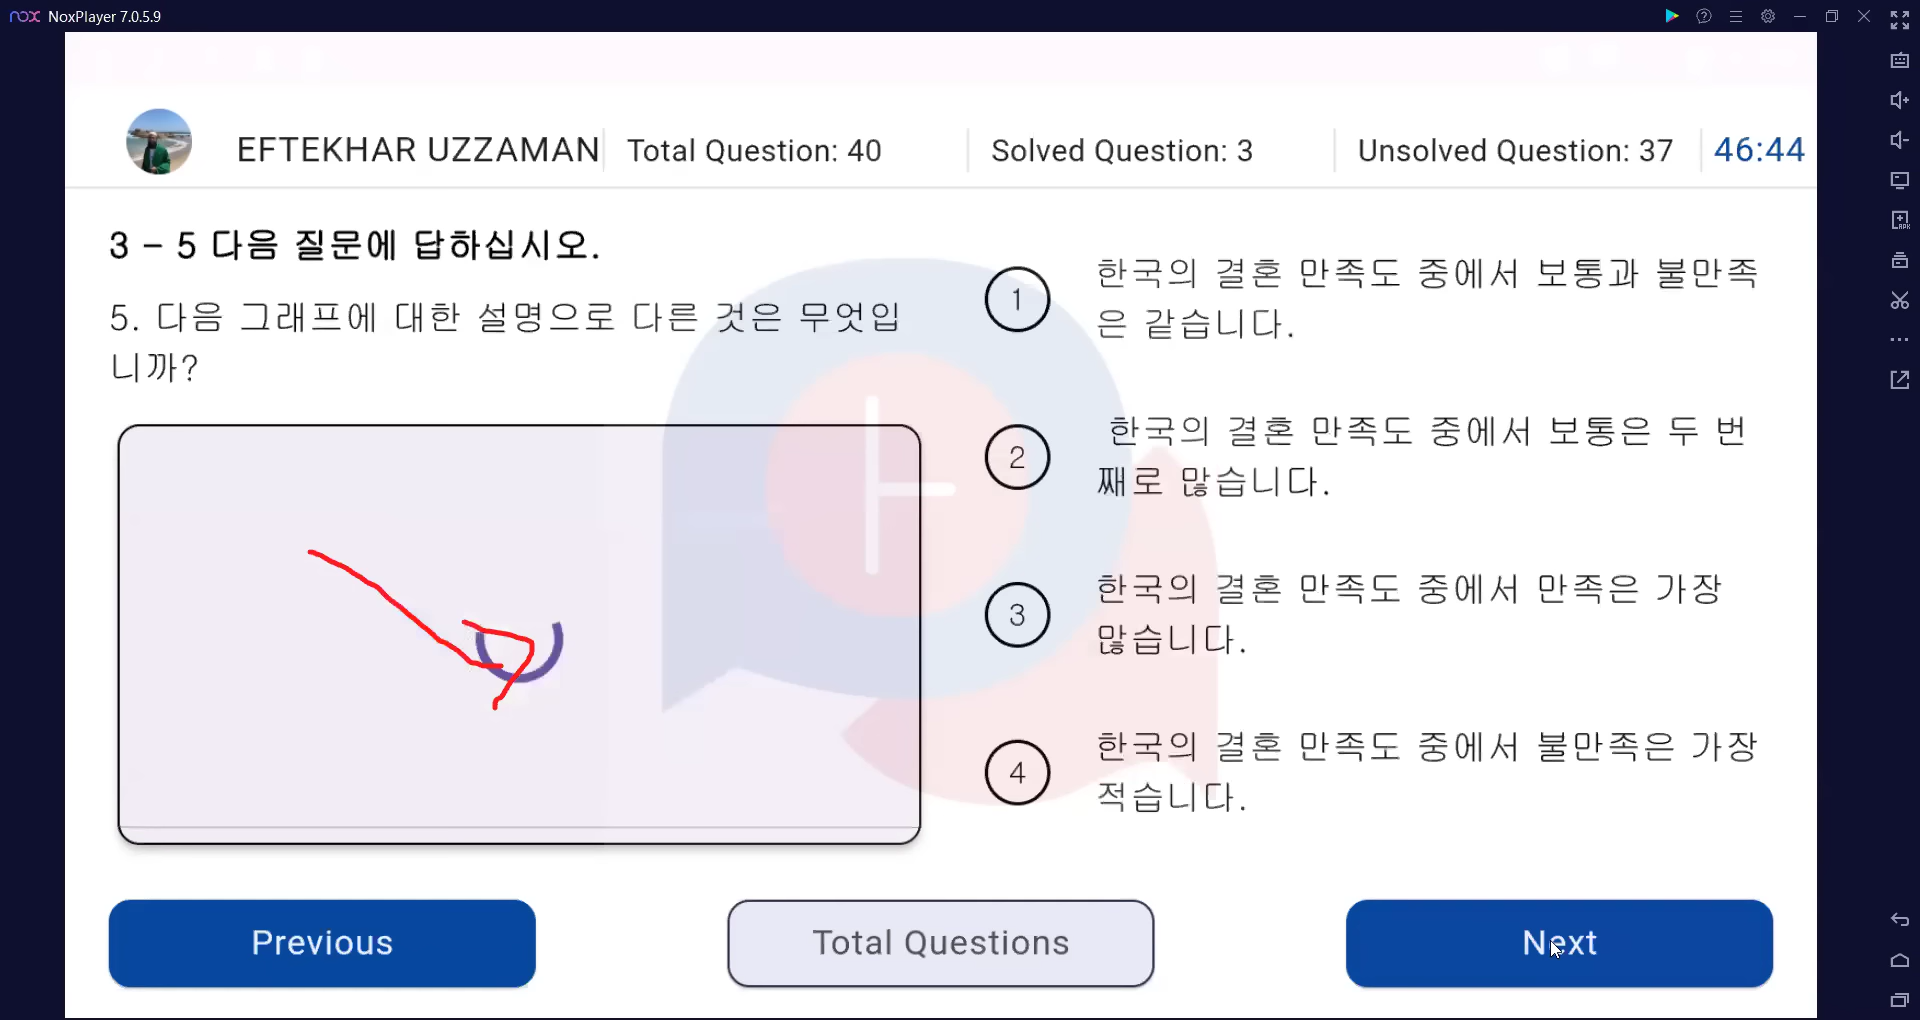 nox NoxPlayer 7.0.5.9
EFTEKHAR UZZAMAN
Total Question: 40
Solved Question: 3
Unsolved Question: 37
46:44
3 – 5 다음 질문에 답하십시오.
5. 다음 그래프에 대한 설명으로 다른 것은 무엇입
니까?
1
한국의 결혼 만족도 중에서 보통과 불만족
은 같습니다.
2
한국의 결혼 만족도 중에서 보통은 두 번
째로 많습니다.
3
한국의 결혼 만족도 중에서 만족은 가장
많습니다.
4
한국의 결혼 만족도 중에서 불만족은 가장
적습니다.
Previous
Total Questions
Next